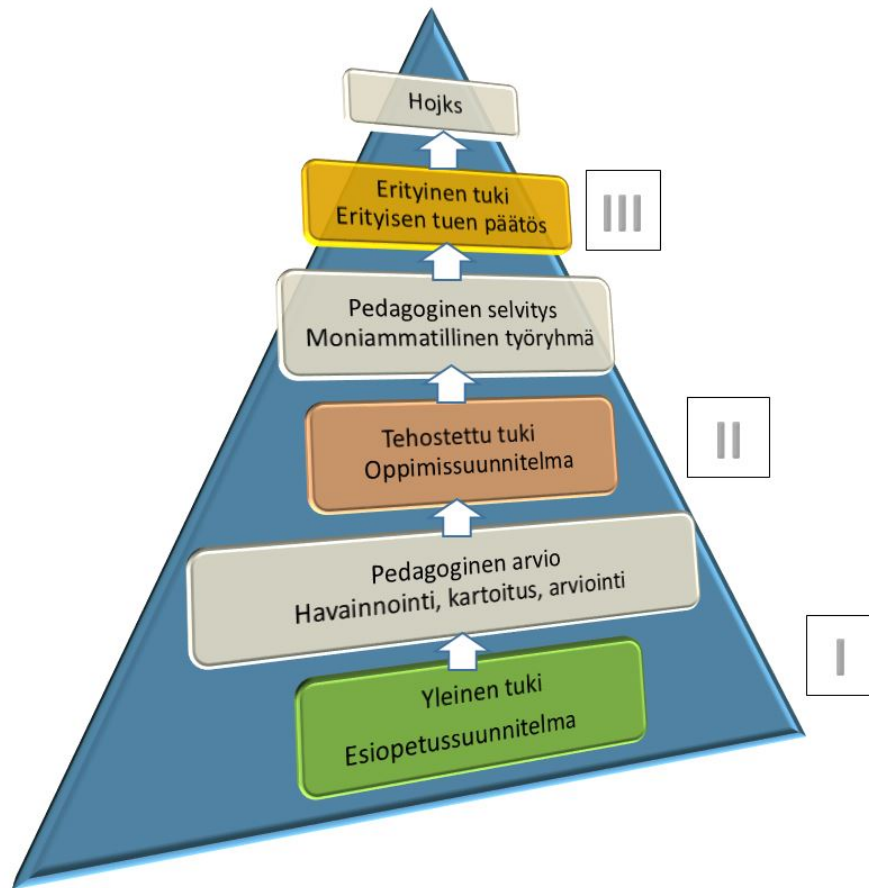 Hojks
Erityinen tuki
Erityisen tuen päätös
III
Pedagoginen selvitys
Moniammatillinen työryhmä
Tehostettu tuki
Oppimissuunnitelma
II
Pedagoginen arvio
Havainnointi, kartoitus, arviointi
I
Yleinen tuki
Esiopetussuunnitelma